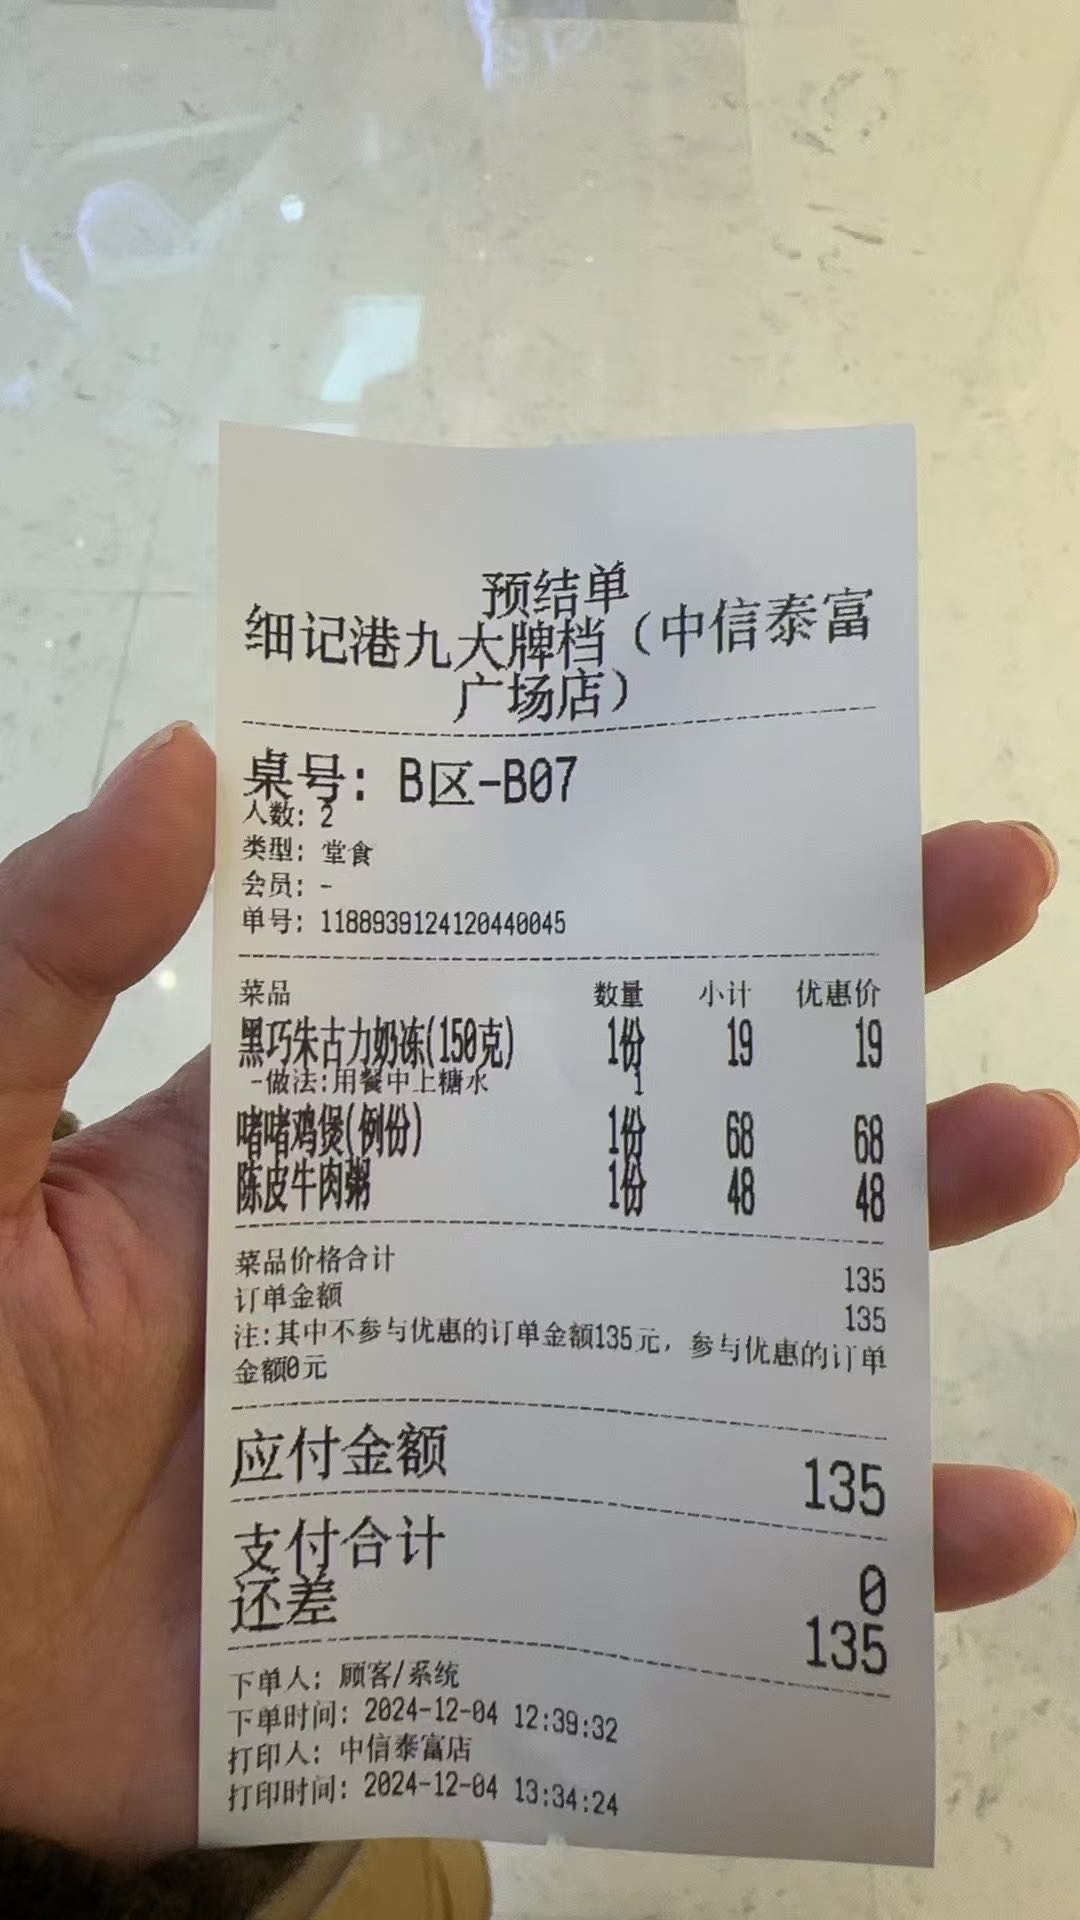 预结单
细记港九大牌档（中信泰富
广场店）
桌号: B区-B07
人数: 2
类型: 堂食
会员: -
单号: 1188939124120440045
菜品 数量 小计 优惠价
黑巧朱古力奶冻(150克) 1份 19 19
-做法:用餐中上糖水 1
啫啫鸡煲(例份) 1份 68 68
陈皮牛肉粥 1份 48 48
菜品价格合计 135
订单金额 135
注:其中不参与优惠的订单金额135元，参与优惠的订单
金额0元
应付金额 135
支付合计 0
还差 135
下单人: 顾客/系统
下单时间: 2024-12-04 12:39:32
打印人: 中信泰富店
打印时间: 2024-12-04 13:34:24